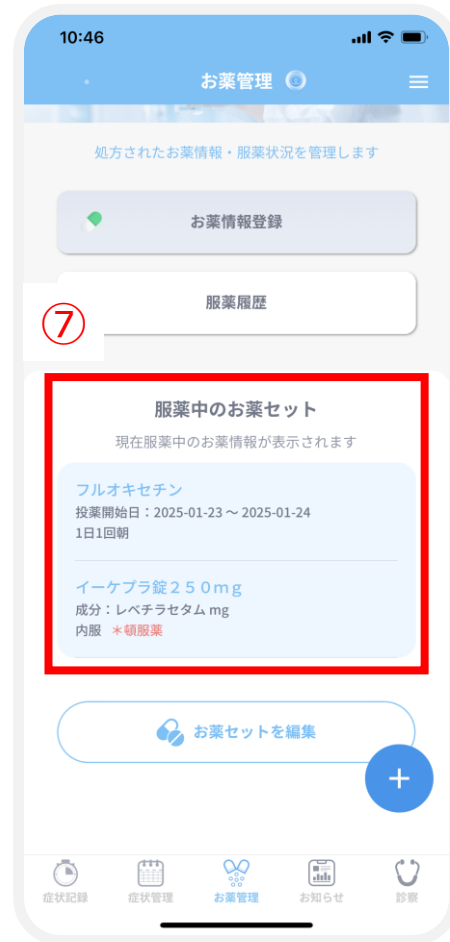 10:46
お薬管理
処方されたお薬情報・服薬状況を管理します
お薬情報登録
服薬履歴
⑦
服薬中のお薬セット
現在服薬中のお薬情報が表示されます
フルオキセチン
投薬開始日：2025-01-23 ～ 2025-01-24
1日1回朝
イーケプラ錠２５０ｍｇ
成分：レベチラセタム mg
内服 ＊頓服薬
お薬セットを編集
+
症状記録 症状管理 お薬管理 お知らせ 診察